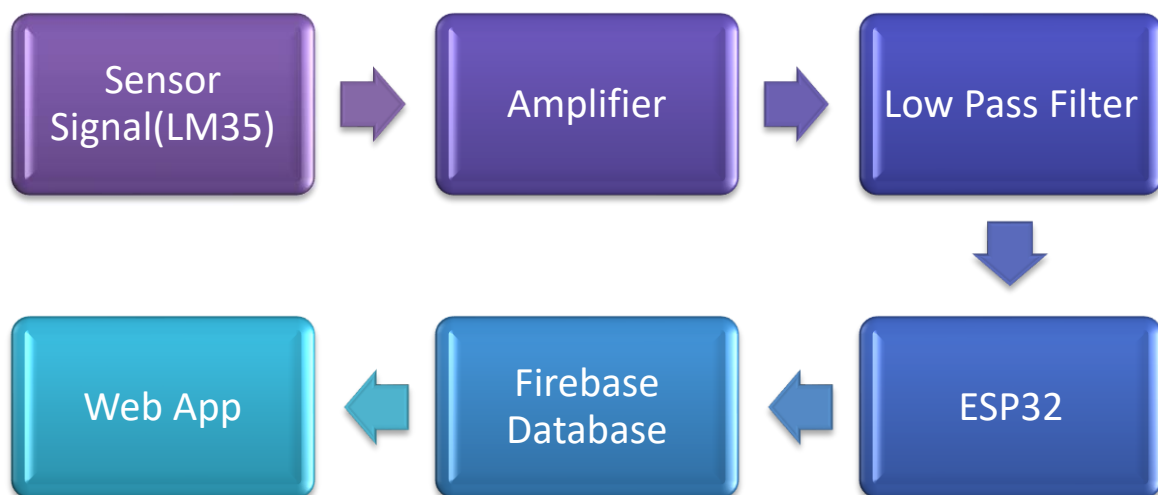 Sensor
Signal(LM35)
Amplifier
Low Pass Filter
ESP32
Firebase
Database
Web App